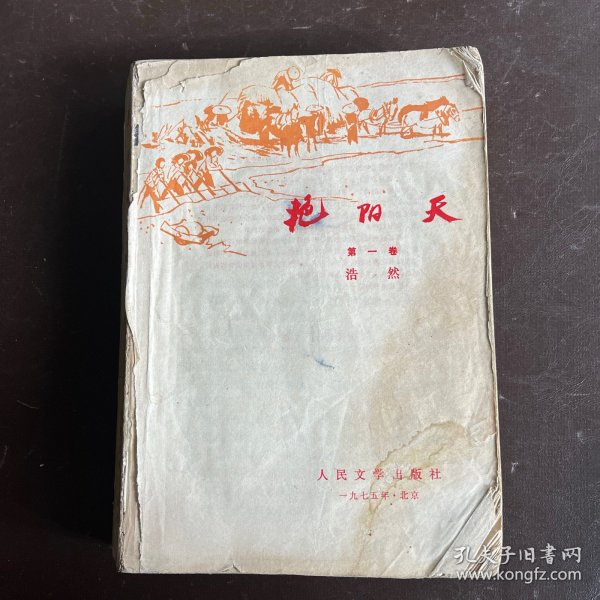 艳阳天
第一卷
浩然
人民文学出版社
一九七五年·北京
孔夫子旧书网
www.kongfz.com